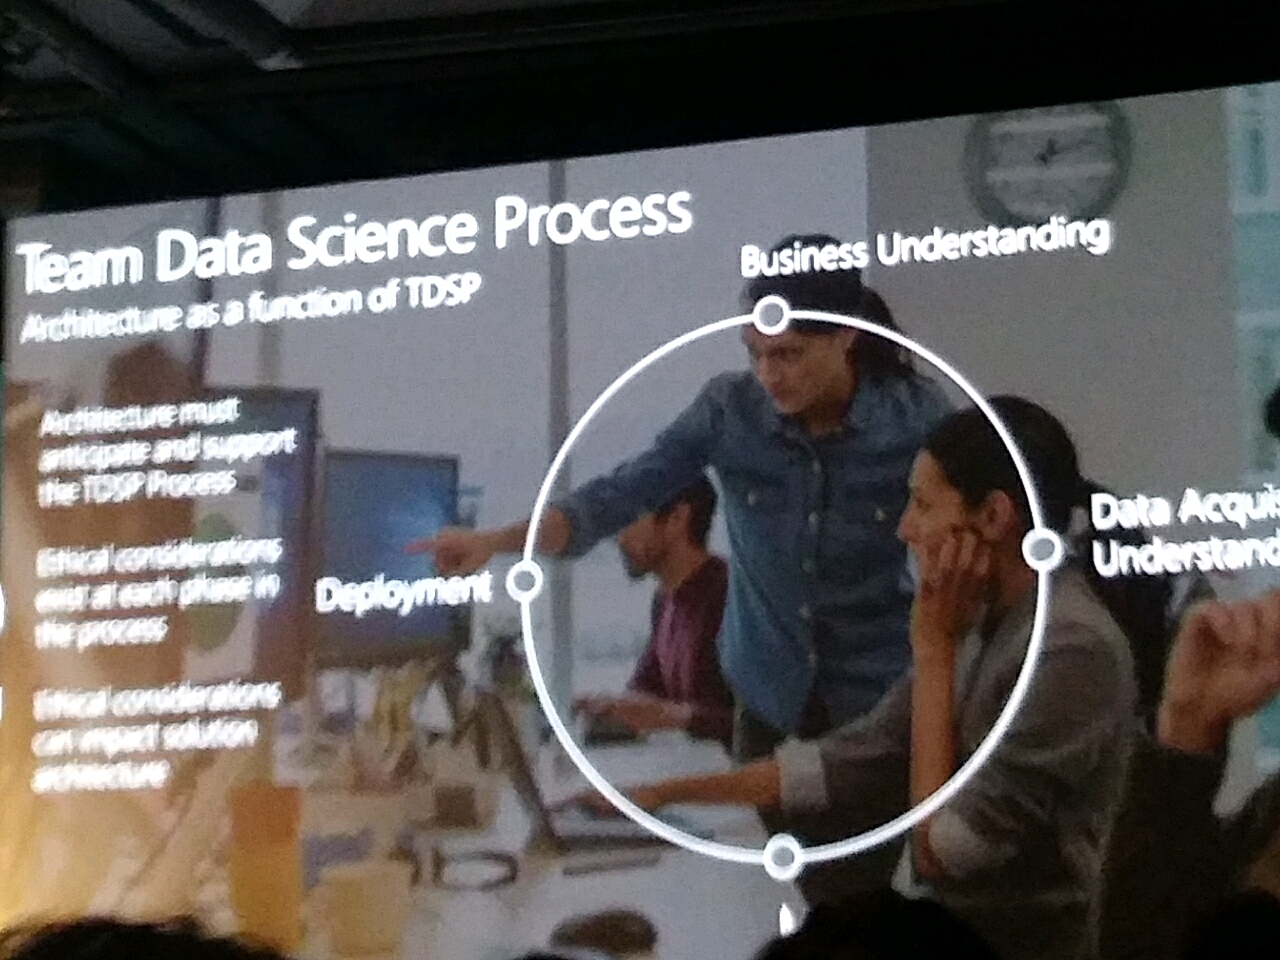 Team Data Science Process
Architecture as a function of TDSP
Business Understanding
Architecture must
anticipate and support
the TDSP Process
Data Acquis
Understand
Ethical considerations
exist at each phase in
the process
Deployment
Ethical considerations
can impact solution
architecture